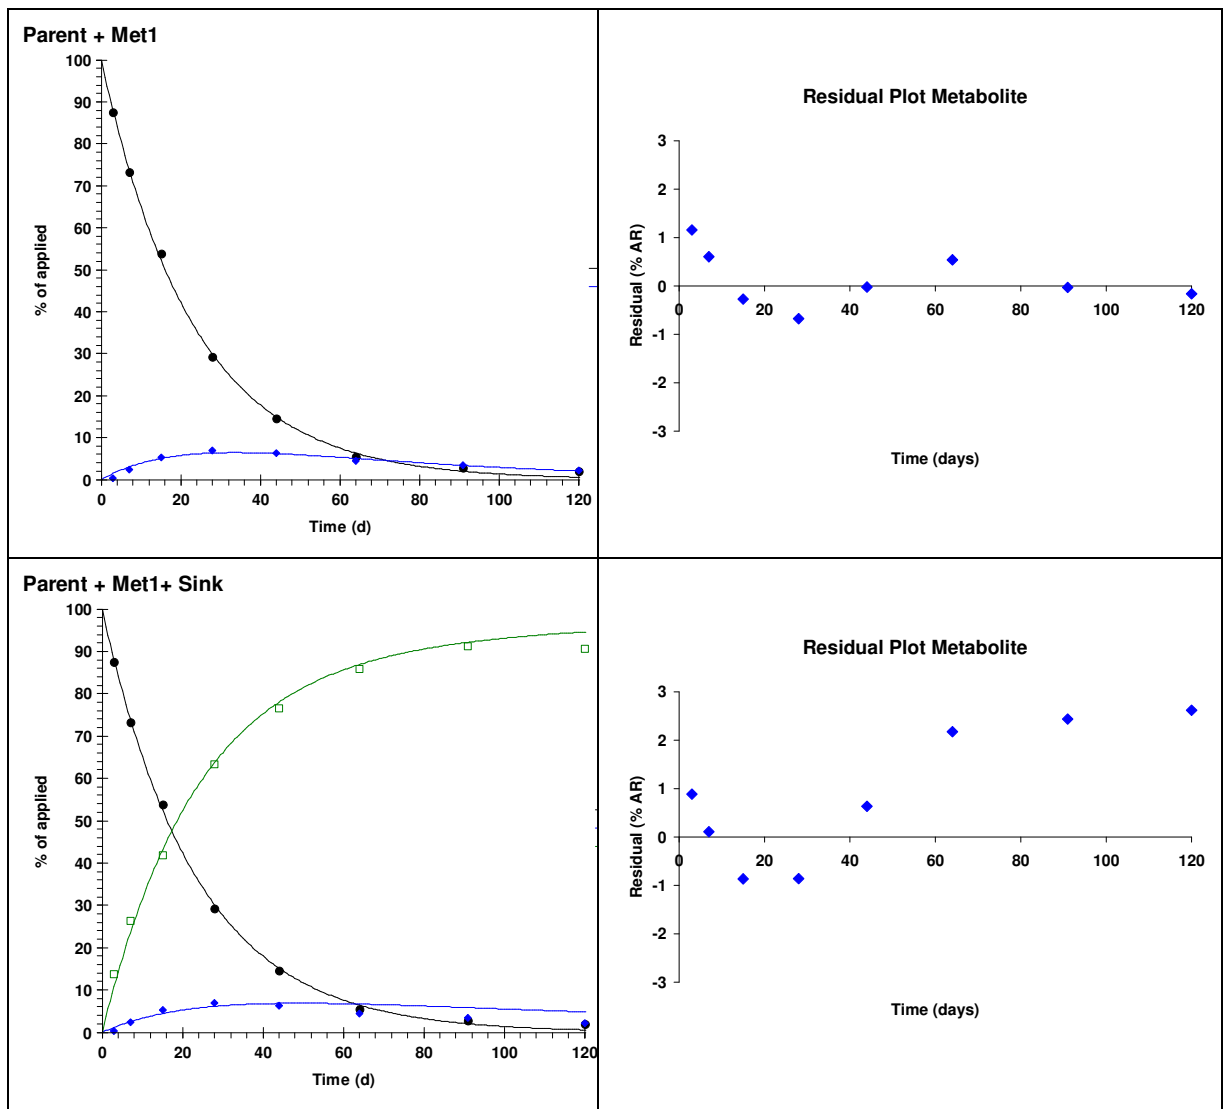 Parent + Met1
100
90
80
70
60
50
40
30
20
10
0
% of applied
0 20 40 60 80 100 120
Time (d)
Residual Plot Metabolite
3
2
1
0
-1
-2
-3
Residual (% AR)
0 20 40 60 80 100 120
Time (days)
Parent + Met1+ Sink
100
90
80
70
60
50
40
30
20
10
0
% of applied
0 20 40 60 80 100 120
Time (d)
Residual Plot Metabolite
3
2
1
0
-1
-2
-3
Residual (% AR)
0 20 40 60 80 100 120
Time (days)